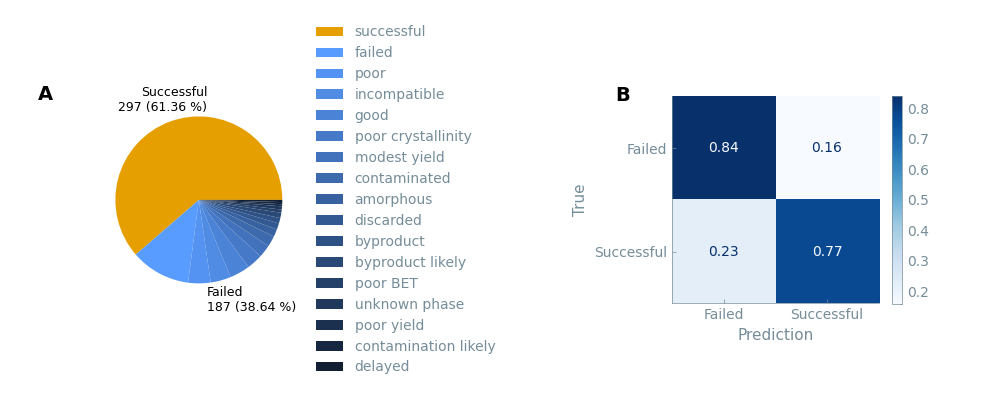 A
Successful
297 (61.36 %)
Failed
187 (38.64 %)
successful
failed
poor
incompatible
good
poor crystallinity
modest yield
contaminated
amorphous
discarded
byproduct
byproduct likely
poor BET
unknown phase
poor yield
contamination likely
delayed
B
True
Failed
Successful
0.84
0.16
0.23
0.77
Failed
Successful
Prediction
0.8
0.7
0.6
0.5
0.4
0.3
0.2